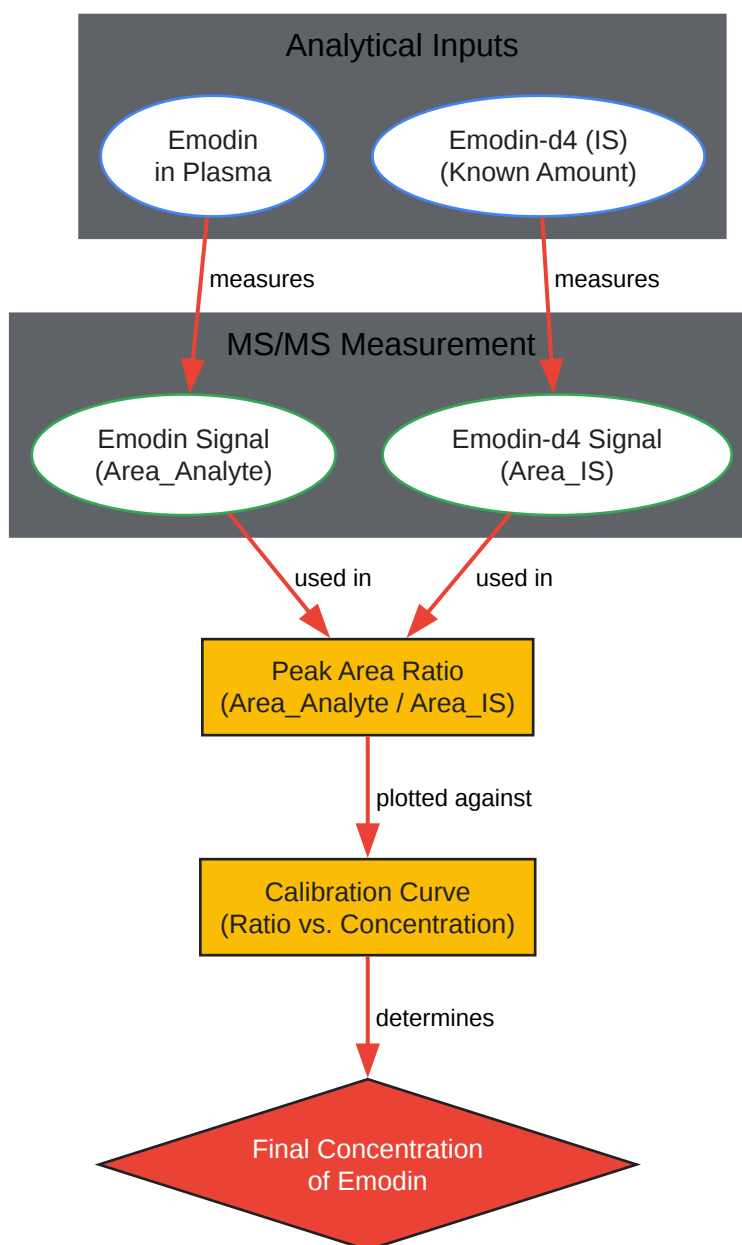 Analytical Inputs
Emodin
in Plasma
Emodin-d4 (IS)
(Known Amount)
measures
measures
MS/MS Measurement
Emodin Signal
(Area_Analyte)
Emodin-d4 Signal
(Area_IS)
used in
used in
Peak Area Ratio
(Area_Analyte / Area_IS)
plotted against
Calibration Curve
(Ratio vs. Concentration)
determines
Final Concentration
of Emodin